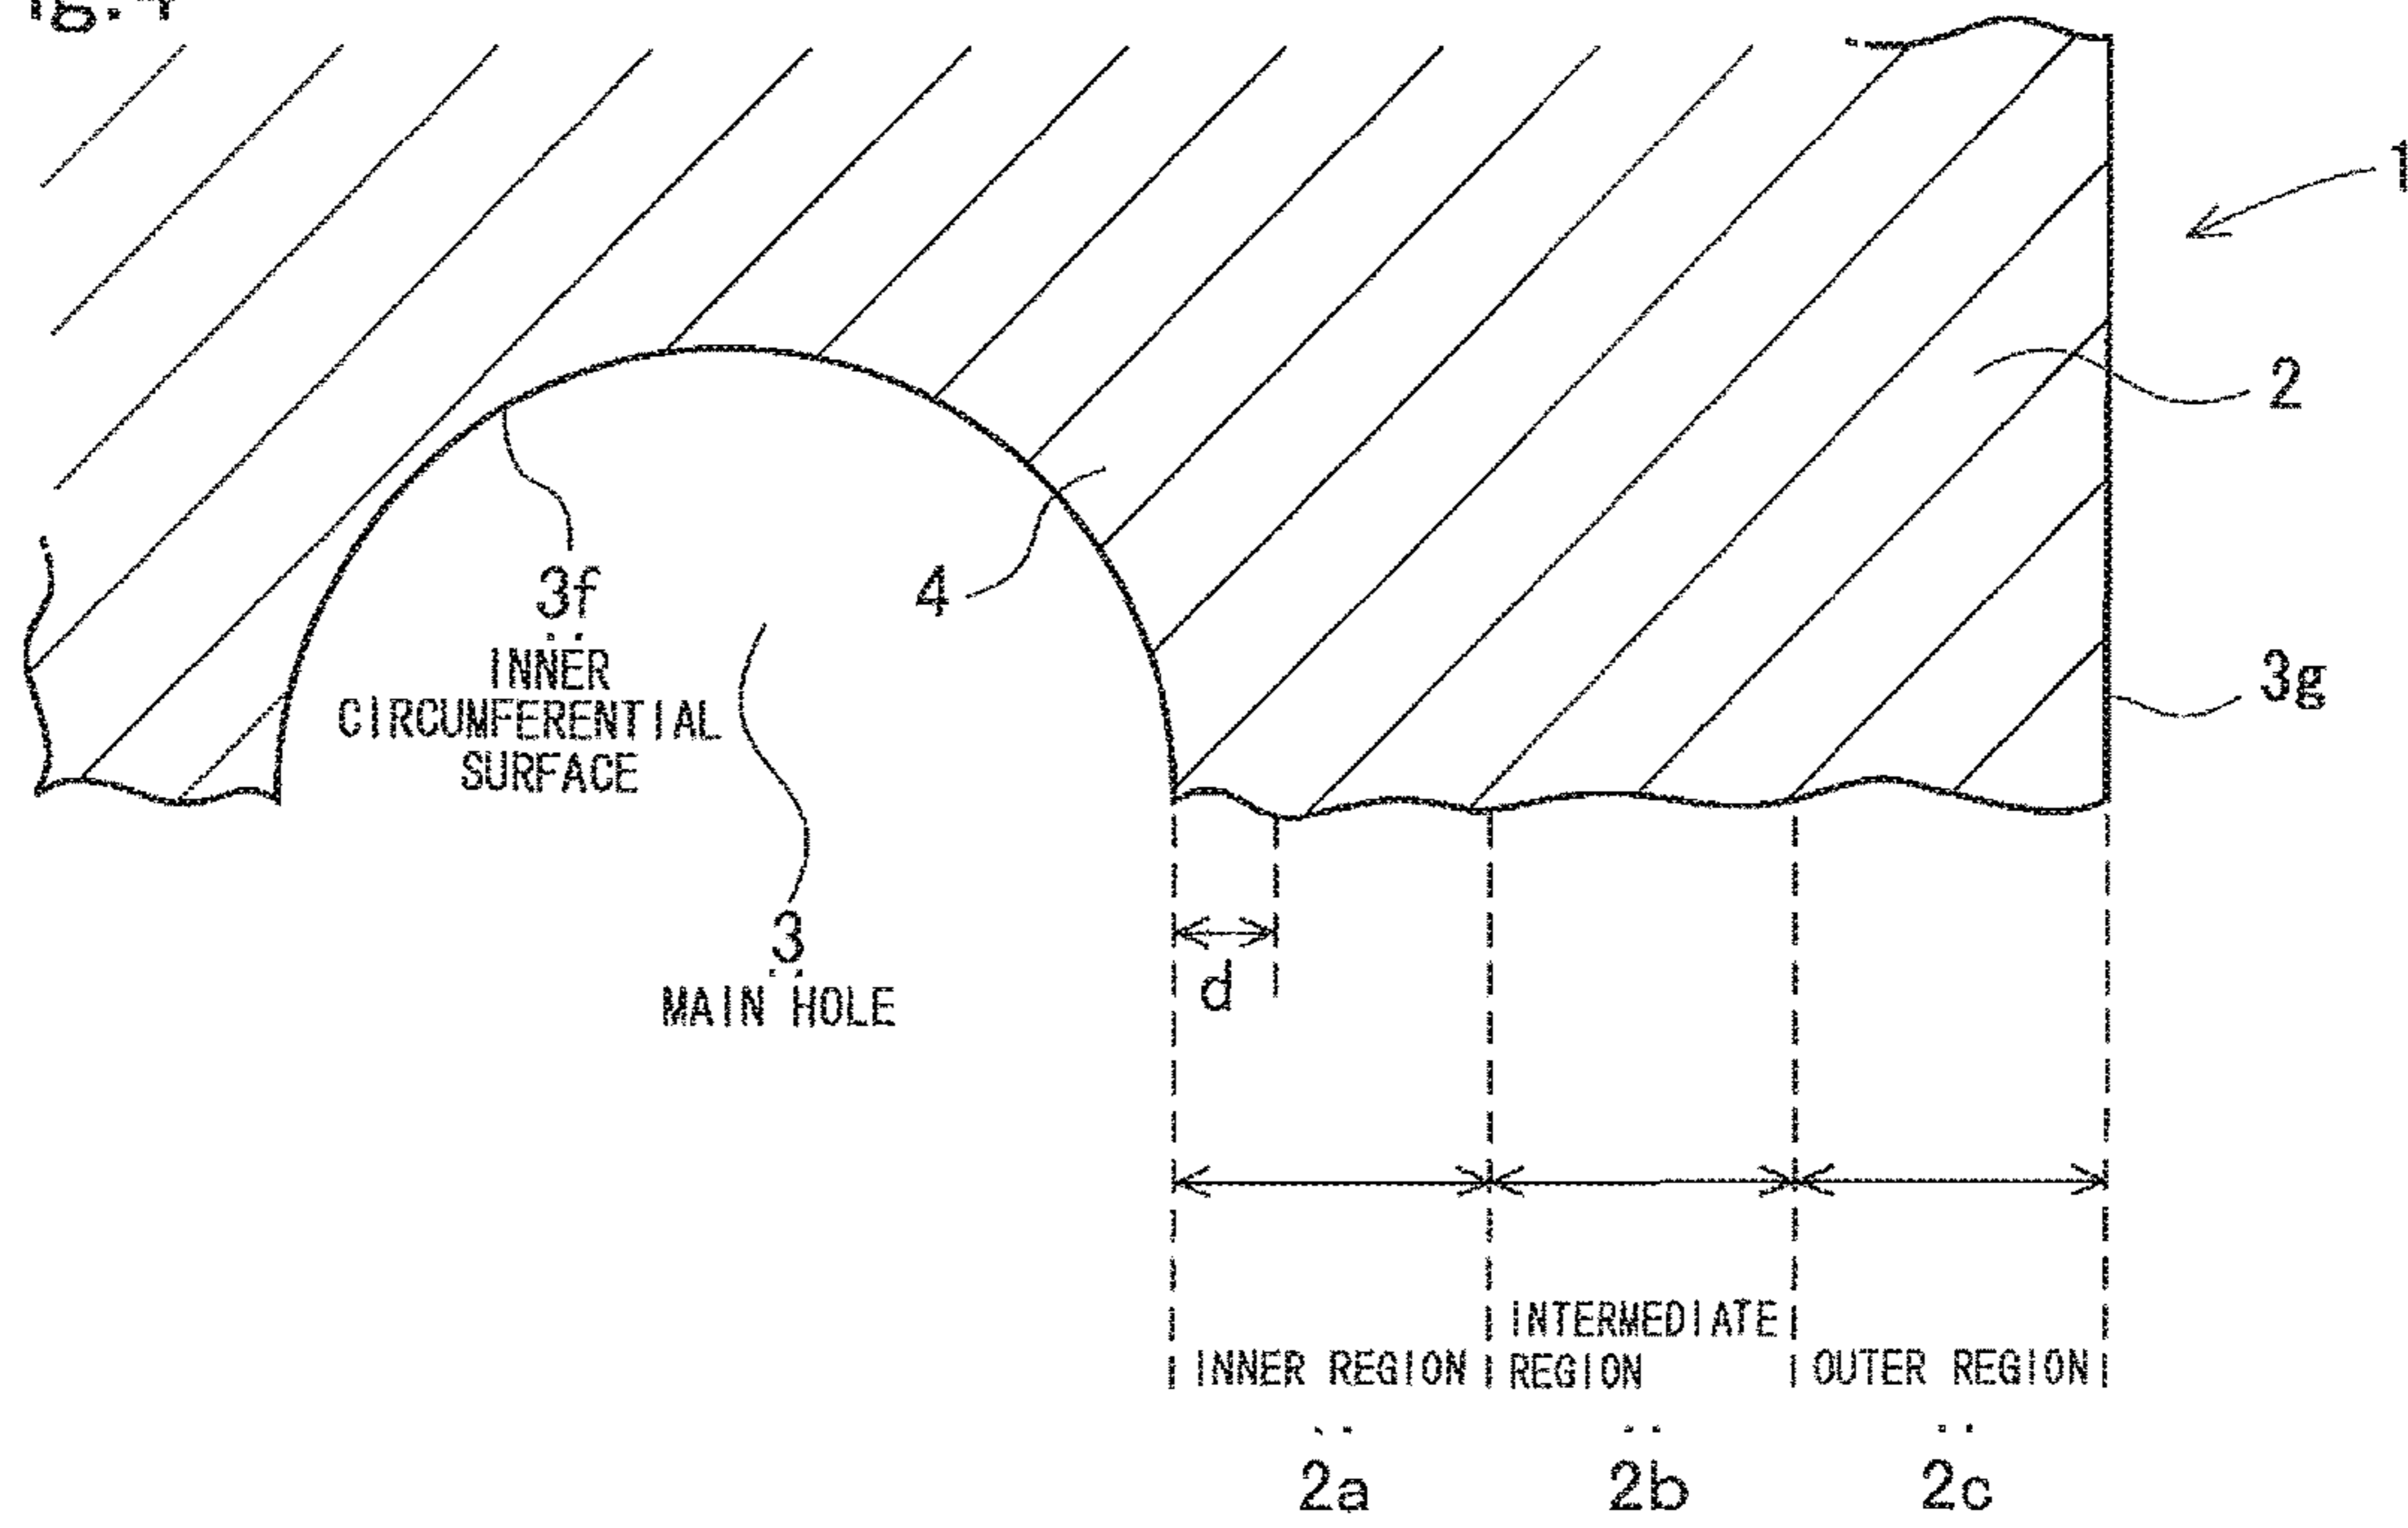 1
2
4
3f
INNER
CIRCUMFERENTIAL
SURFACE
3g
3
MAIN HOLE
d
INNER REGION
INTERMEDIATE
REGION
OUTER REGION
2a
2b
2c